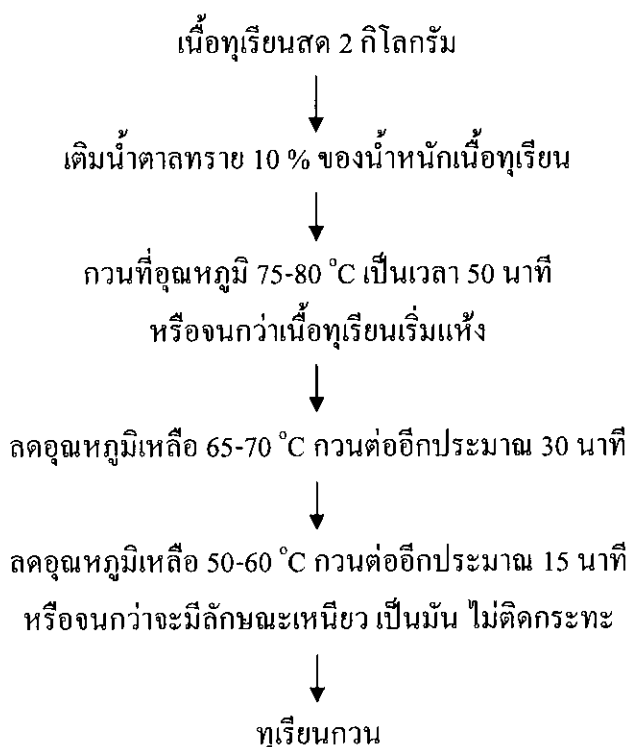 เนื้อทุเรียนสด 2 กิโลกรัม
เติมน้ำตาลทราย 10 % ของน้ำหนักเนื้อทุเรียน
กวนที่อุณหภูมิ 75-80 °C เป็นเวลา 50 นาที
หรือจนกว่าเนื้อทุเรียนเริ่มแห้ง
ลดอุณหภูมิเหลือ 65-70 °C กวนต่ออีกประมาณ 30 นาที
ลดอุณหภูมิเหลือ 50-60 °C กวนต่ออีกประมาณ 15 นาที
หรือจนกว่าจะมีลักษณะเหนียว เป็นมัน ไม่ติดกระทะ
ทุเรียนกวน